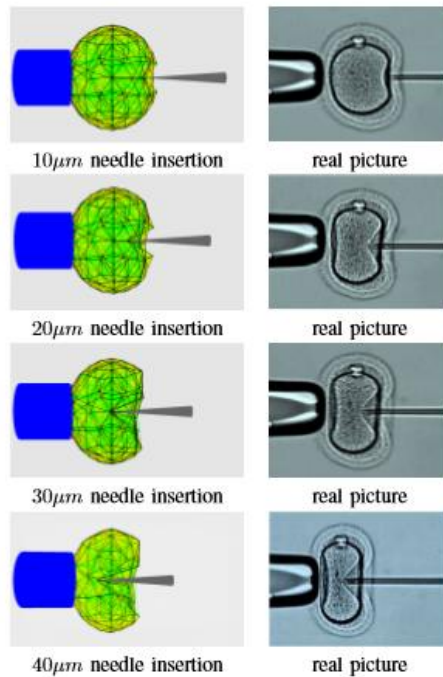 10μm needle insertion real picture
20μm needle insertion real picture
30μm needle insertion real picture
40μm needle insertion real picture